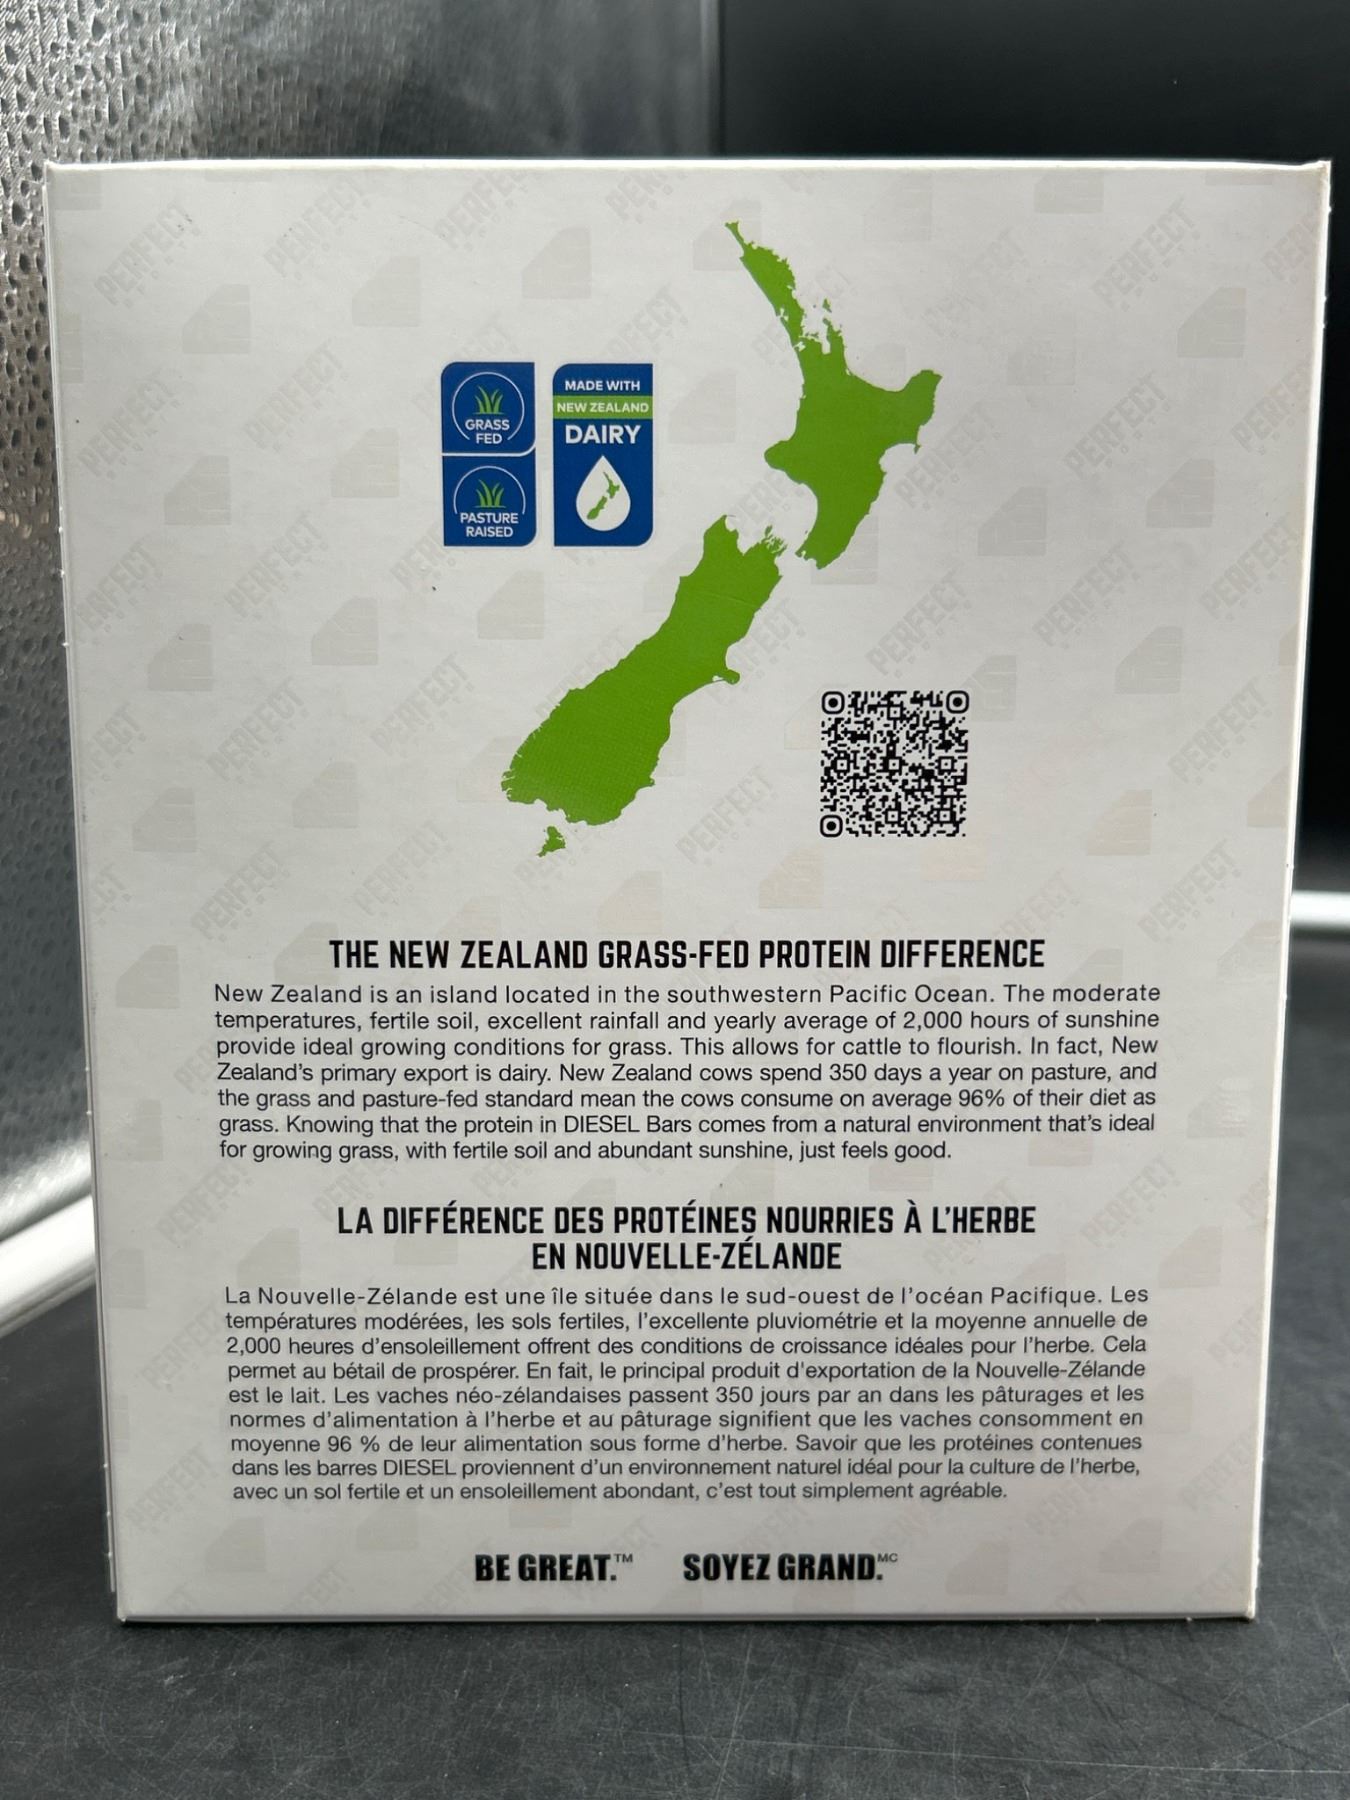 GRASS
FED
PASTURE
RAISED
MADE WITH
NEW ZEALAND
DAIRY
THE NEW ZEALAND GRASS-FED PROTEIN DIFFERENCE
New Zealand is an island located in the southwestern Pacific Ocean. The moderate
temperatures, fertile soil, excellent rainfall and yearly average of 2,000 hours of sunshine
provide ideal growing conditions for grass. This allows for cattle to flourish. In fact, New
Zealand's primary export is dairy. New Zealand cows spend 350 days a year on pasture, and
the grass and pasture-fed standard mean the cows consume on average 96% of their diet as
grass. Knowing that the protein in DIESEL Bars comes from a natural environment that's ideal
for growing grass, with fertile soil and abundant sunshine, just feels good.
LA DIFFÉRENCE DES PROTÉINES NOURRIES À L'HERBE
EN NOUVELLE-ZÉLANDE
La Nouvelle-Zélande est une île située dans le sud-ouest de l'océan Pacifique. Les
températures modérées, les sols fertiles, l'excellente pluviométrie et la moyenne annuelle de
2,000 heures d'ensoleillement offrent des conditions de croissance idéales pour l'herbe. Cela
permet au bétail de prospérer. En fait, le principal produit d'exportation de la Nouvelle-Zélande
est le lait. Les vaches néo-zélandaises passent 350 jours par an dans les pâturages et les
normes d'alimentation à l'herbe et au pâturage signifient que les vaches consomment en
moyenne 96 % de leur alimentation sous forme d'herbe. Savoir que les protéines contenues
dans les barres DIESEL proviennent d'un environnement naturel idéal pour la culture de l'herbe,
avec un sol fertile et un ensoleillement abondant, c'est tout simplement agréable.
BE GREAT.™ SOYEZ GRAND.MC